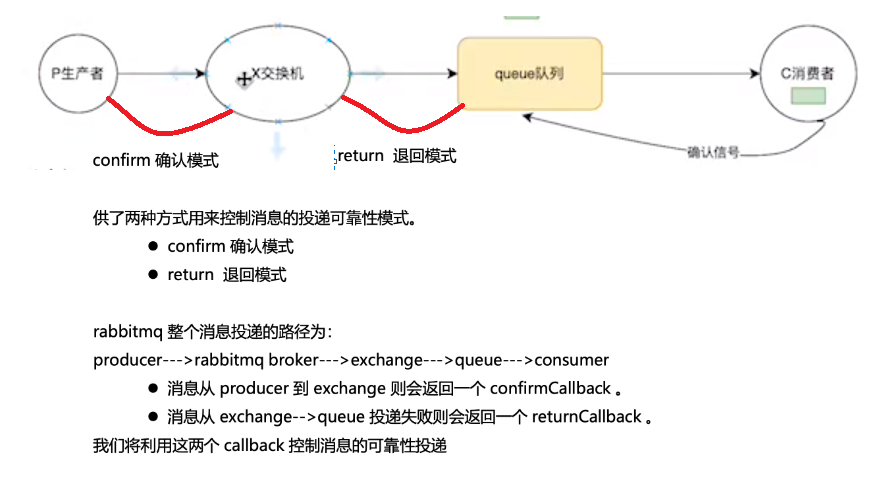 P生产者
X交换机
queue队列
C消费者
确认信号
confirm 确认模式
return 退回模式
供了两种方式用来控制消息的投递可靠性模式。
● confirm 确认模式
● return 退回模式
rabbitmq 整个消息投递的路径为：
producer--->rabbitmq broker--->exchange--->queue--->consumer
● 消息从 producer 到 exchange 则会返回一个 confirmCallback 。
● 消息从 exchange-->queue 投递失败则会返回一个 returnCallback 。
我们将利用这两个 callback 控制消息的可靠性投递